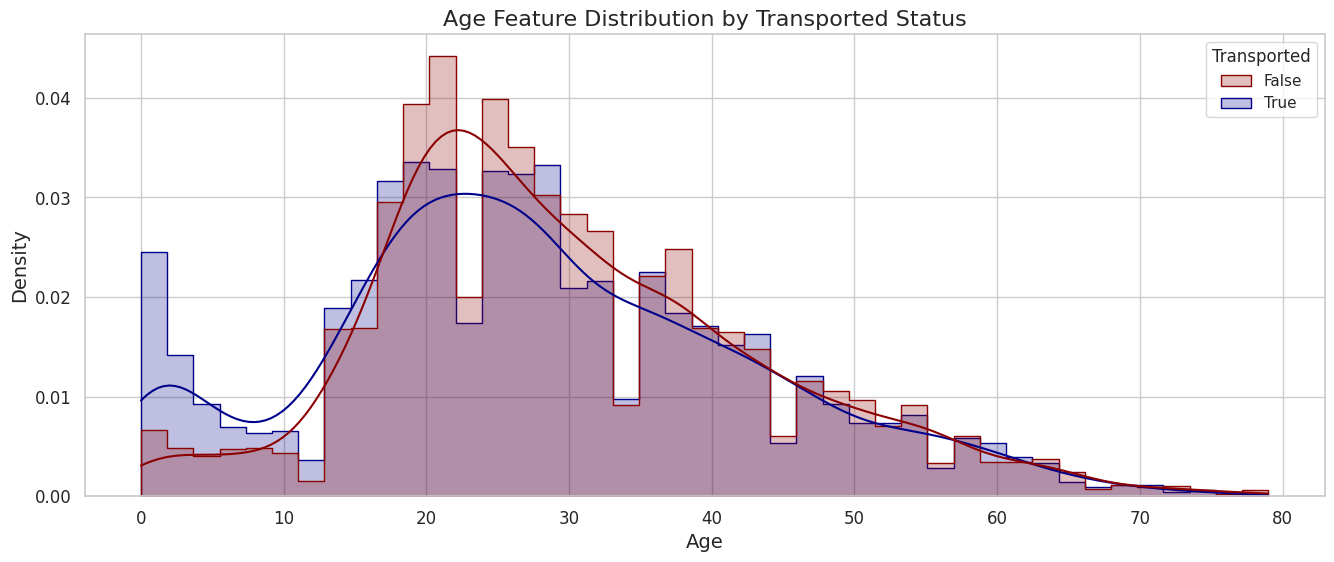 Age Feature Distribution by Transported Status
Transported
False
True
Density
0.04
0.03
0.02
0.01
0.00
0 10 20 30 40 50 60 70 80
Age